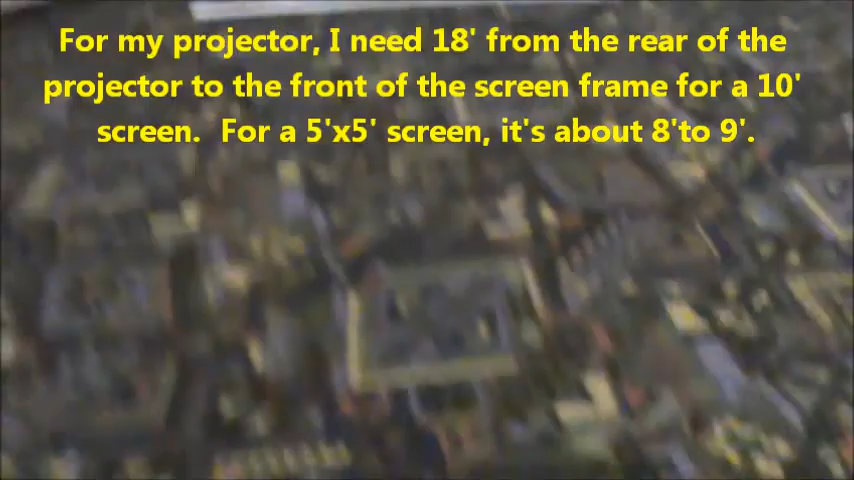 For my projector, I need 18' from the rear of the
projector to the front of the screen frame for a 10'
screen.  For a 5'x5' screen, it's about 8'to 9'.